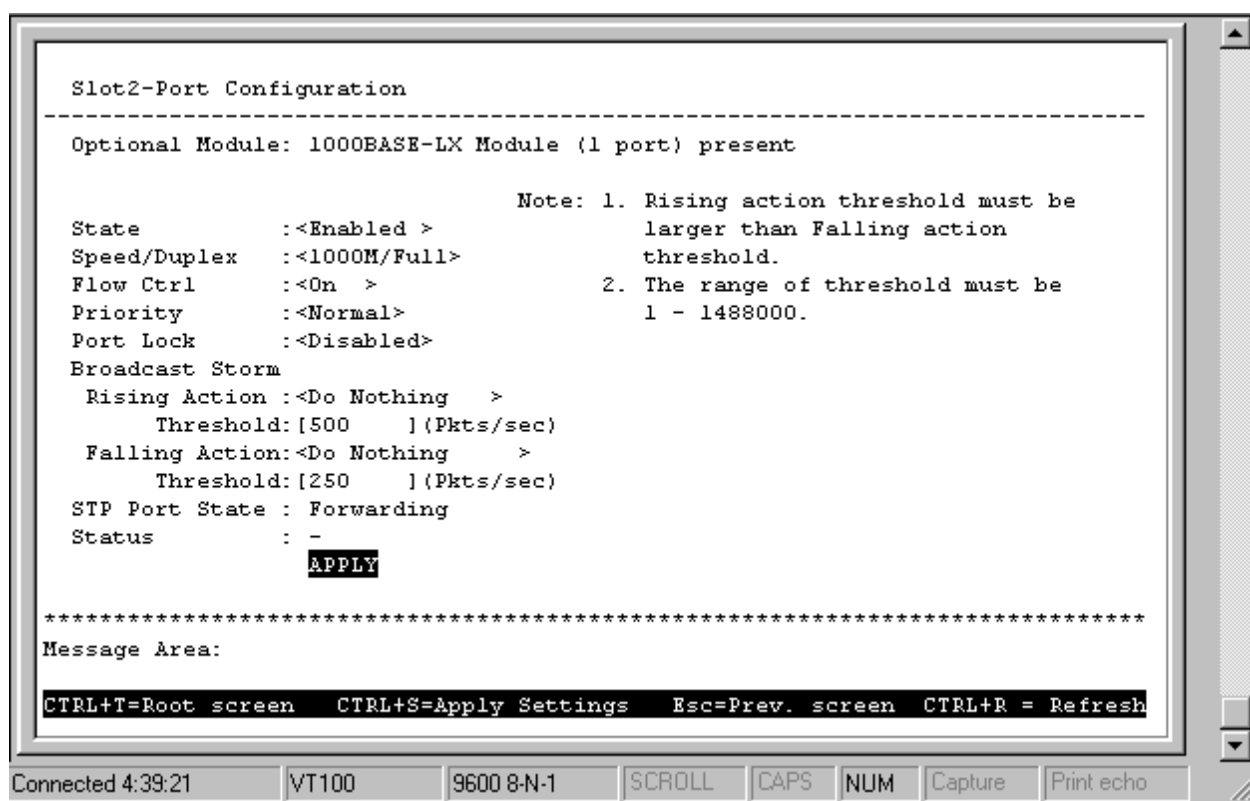 Slot2-Port Configuration
--------------------------------------------------------------------------------
Optional Module: 1000BASE-LX Module (1 port) present
Note: 1. Rising action threshold must be
State          :<Enabled >               larger than Falling action
Speed/Duplex   :<1000M/Full>             threshold.
Flow Ctrl      :<On  >                2. The range of threshold must be
Priority       :<Normal>                 1 - 1488000.
Port Lock      :<Disabled>
Broadcast Storm
Rising Action :<Do Nothing   >
Threshold:[500    ](Pkts/sec)
Falling Action:<Do Nothing     >
Threshold:[250    ](Pkts/sec)
STP Port State : Forwarding
Status         : -
APPLY
*******************************************************************************
Message Area:
CTRL+T=Root screen   CTRL+S=Apply Settings   Esc=Prev. screen  CTRL+R = Refresh
Connected 4:39:21 VT100 9600 8-N-1 SCROLL CAPS NUM Capture Print echo